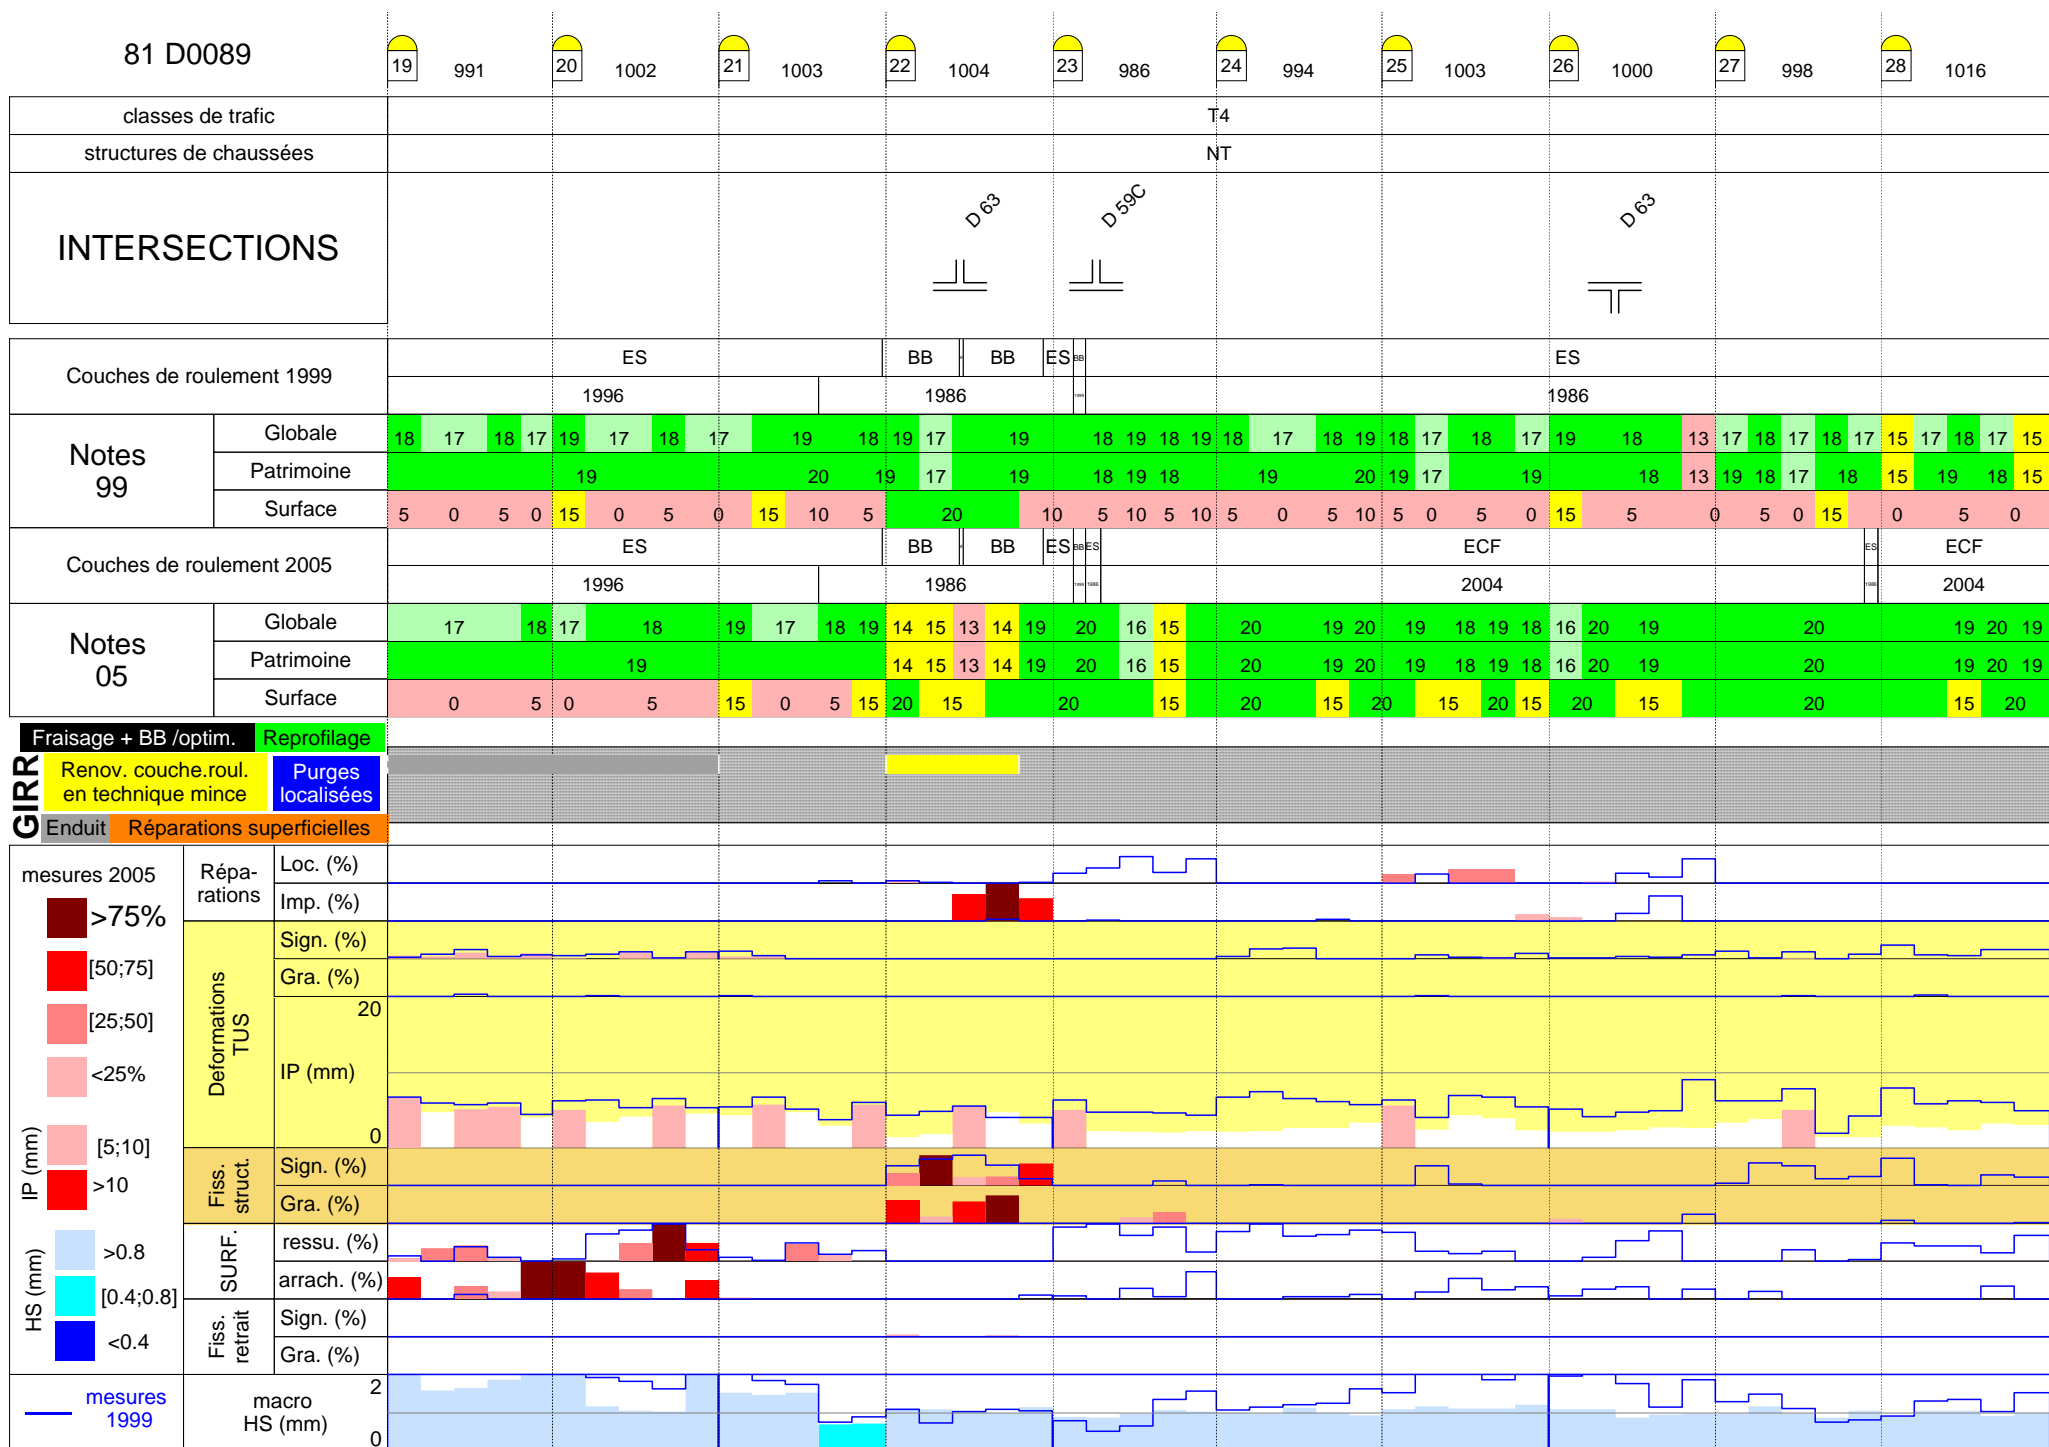 81 D0089
19 991 20 1002 21 1003 22 1004 23 986 24 994 25 1003 26 1000 27 998 28 1016
classes de trafic T4
structures de chaussées NT
INTERSECTIONS D 63 D 59C D 63
Couches de roulement 1999 ES BB BB ES BB ES
1996 1986 1986
Notes 99
Globale 18 17 18 17 19 17 18 17 19 18 19 17 19 18 19 18 19 18 17 18 19 18 17 18 17 19 18 13 17 18 17 18 17 15 17 18 17 15
Patrimoine 19 20 19 17 19 18 19 18 19 20 19 17 19 18 13 19 18 17 18 15 19 18 15
Surface 5 0 5 0 15 0 5 0 15 10 5 20 10 5 10 5 10 5 0 5 10 5 0 5 0 15 5 0 5 0 15 0 5 0
Couches de roulement 2005 ES BB BB ES BB ES ECF ES ECF
1996 1986 1999 1986 2004 1986 2004
Notes 05
Globale 17 18 17 18 19 17 18 19 14 15 13 14 19 20 16 15 20 19 20 19 18 19 18 16 20 19 20 19 20 19
Patrimoine 19 14 15 13 14 19 20 16 15 20 19 20 19 18 19 18 16 20 19 20 19 20 19
Surface 0 5 0 5 15 0 5 15 20 15 20 15 20 15 20 15 20 15 20 15 20 15 20
GIRR
Fraisage + BB /optim. Reprofilage
Renov. couche.roul. en technique mince
Purges localisées
Enduit Réparations superficielles
mesures 2005
>75%
[50;75]
[25;50]
<25%
IP (mm)
[5;10]
>10
HS (mm)
>0.8
[0.4;0.8]
<0.4
mesures 1999
Répa-
rations
Loc. (%)
Imp. (%)
Deformations
TUS
Sign. (%)
Gra. (%)
20
IP (mm)
0
Fiss.
struct.
Sign. (%)
Gra. (%)
SURF.
ressu. (%)
arrach. (%)
Fiss.
retrait
Sign. (%)
Gra. (%)
macro
HS (mm)
2
0